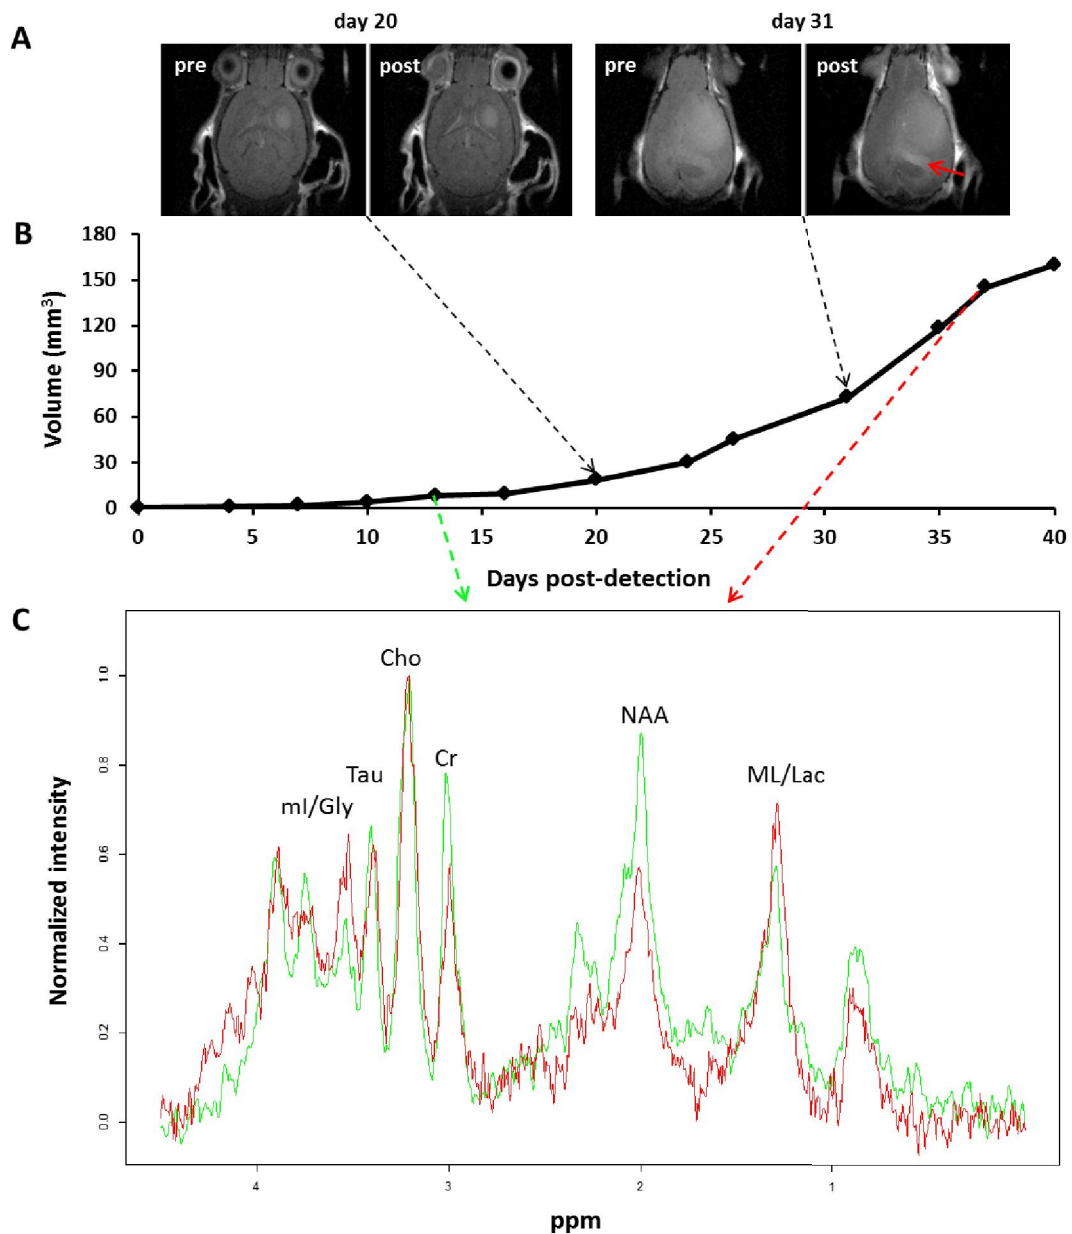 A
day 20
day 31
pre
post
pre
post
B
Volume (mm³)
180
150
120
90
60
30
0
0
5
10
15
20
25
30
35
40
Days post-detection
C
Normalized intensity
1.0
0.8
0.6
0.4
0.2
0.0
Cho
NAA
Cr
Tau
ML/Lac
mI/Gly
4
3
2
1
ppm